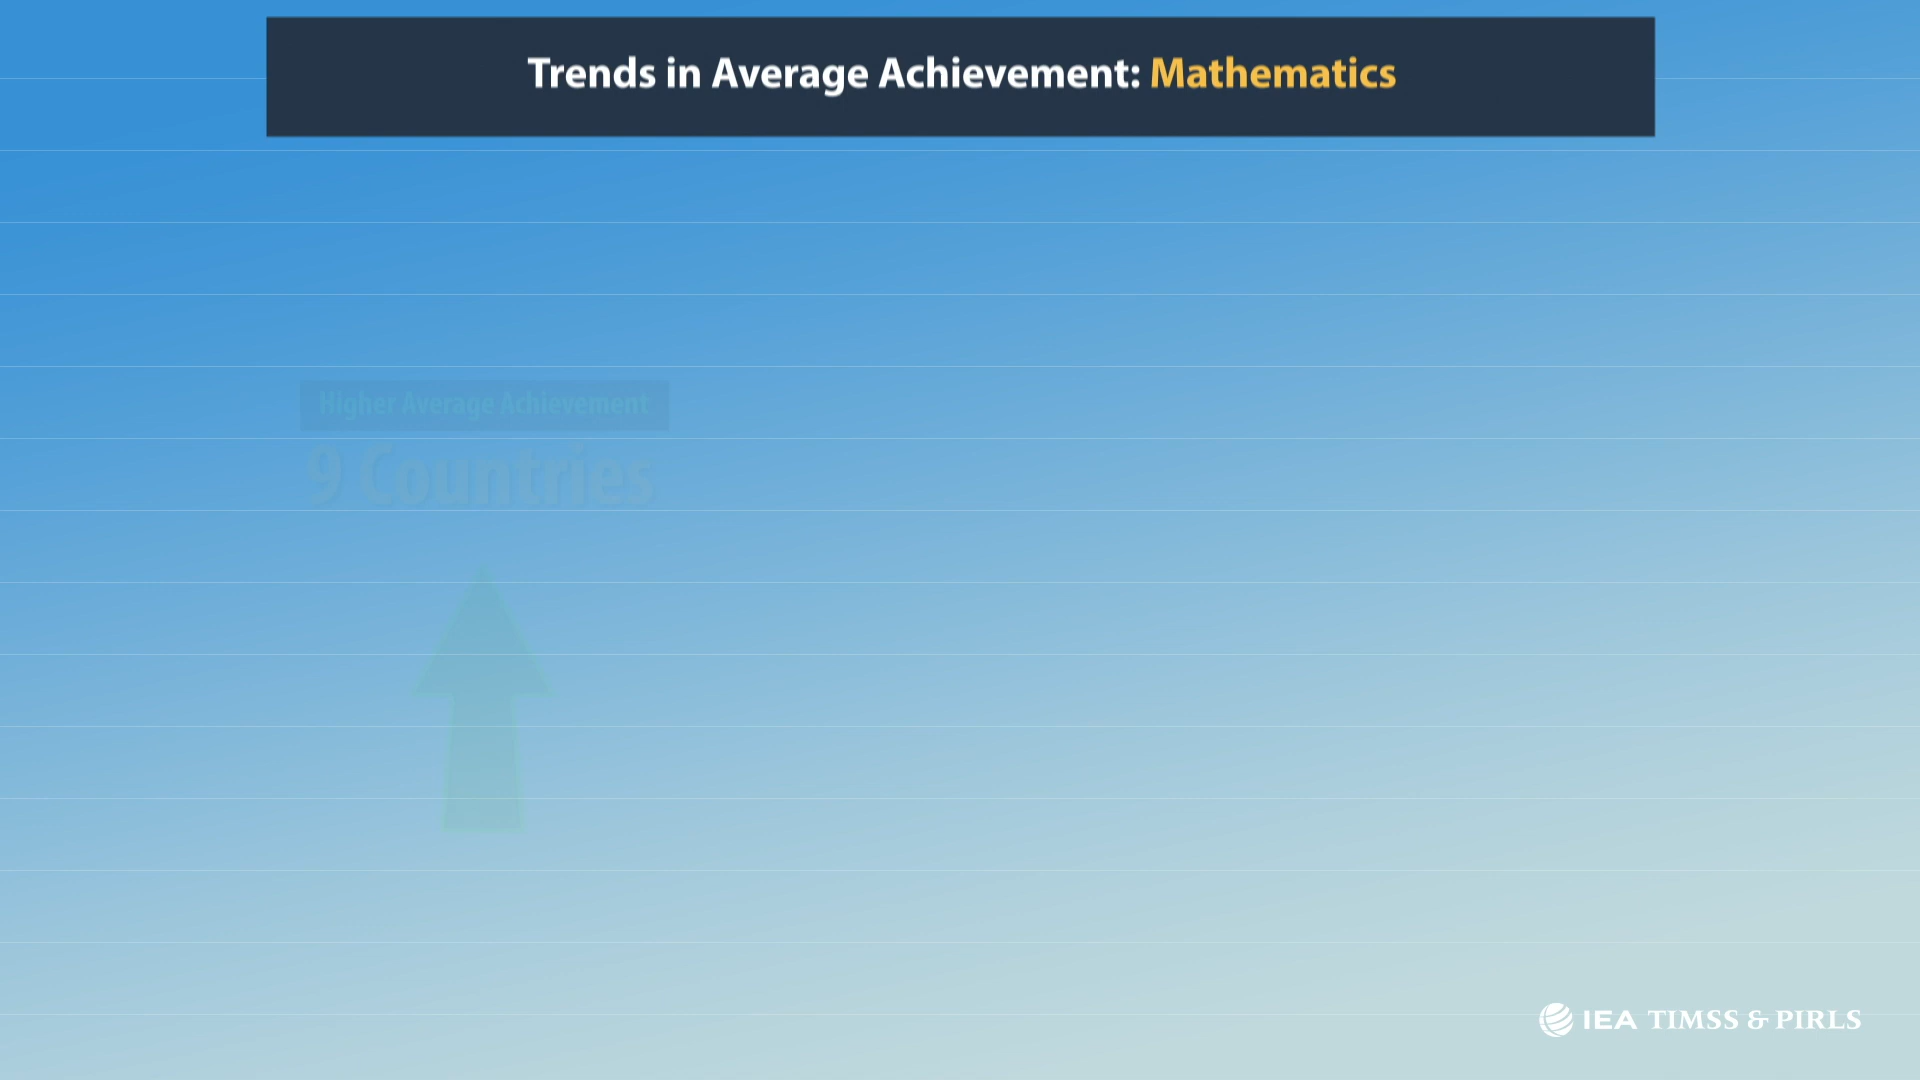 Trends in Average Achievement: Mathematics
Higher Average Achievement
9 Countries
IEA TIMSS & PIRLS